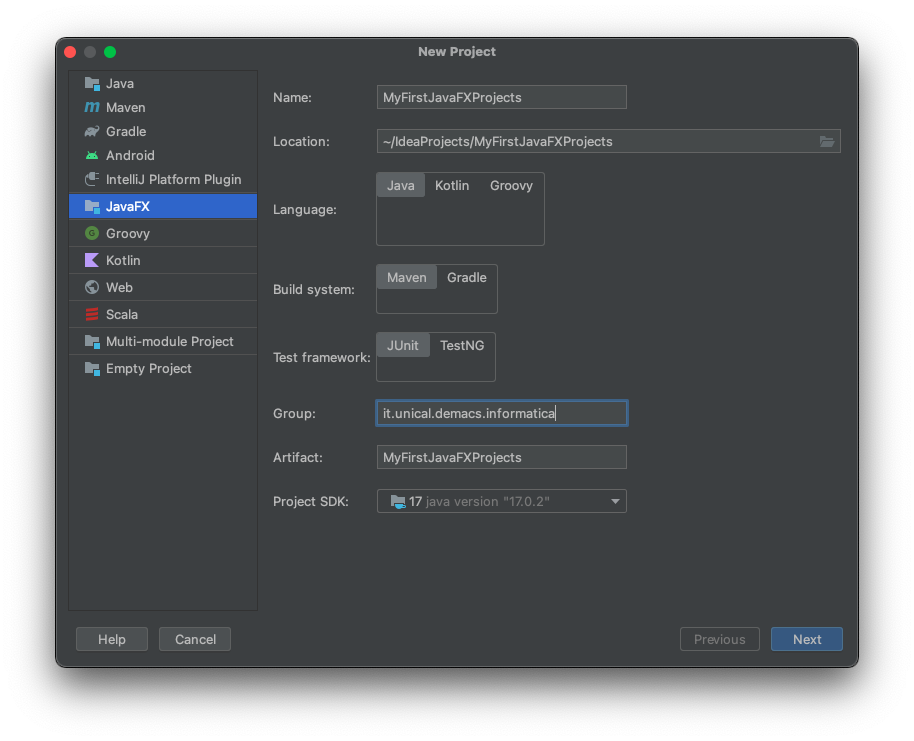 New Project
Java
Maven
Gradle
Android
IntelliJ Platform Plugin
JavaFX
G Groovy
Kotlin
Web
Scala
Multi-module Project
Empty Project
Name: MyFirstJavaFXProjects
Location: ~/IdeaProjects/MyFirstJavaFXProjects
Language: Java Kotlin Groovy
Build system: Maven Gradle
Test framework: JUnit TestNG
Group: it.unical.demacs.informatica
Artifact: MyFirstJavaFXProjects
Project SDK: 17 java version "17.0.2"
Help Cancel Previous Next